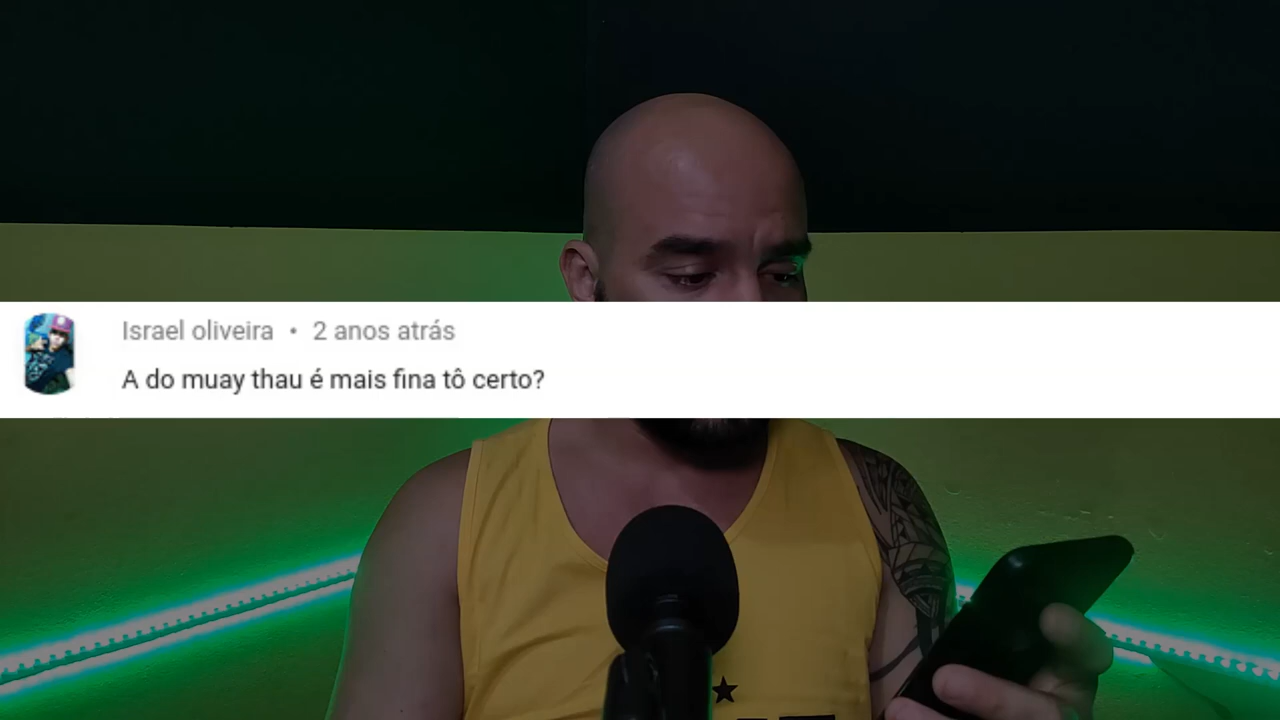 Israel oliveira • 2 anos atrás
A do muay thau é mais fina tô certo?